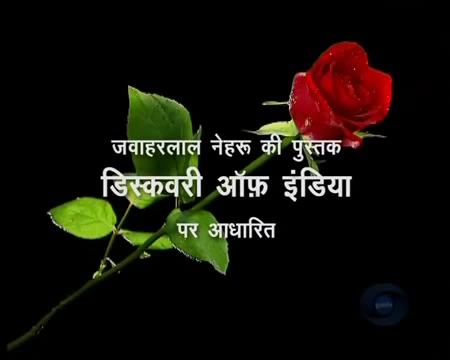 जवाहरलाल नेहरू की पुस्तक
डिस्कवरी ऑफ़ इंडिया
पर आधारित